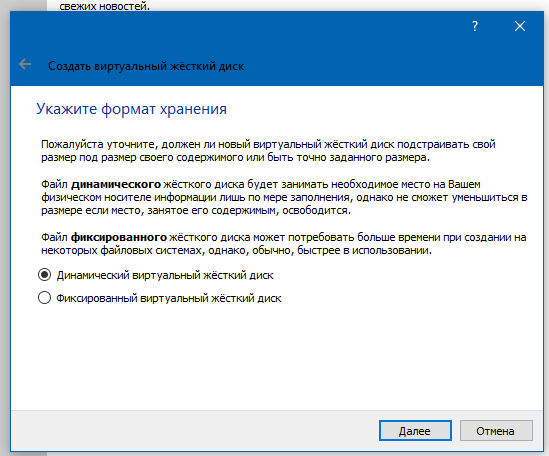 свежих новостей.
?
Создать виртуальный жёсткий диск
Укажите формат хранения
Пожалуйста уточните, должен ли новый виртуальный жёсткий диск подстраивать свой
размер под размер своего содержимого или быть точно заданного размера.
Файл динамического жёсткого диска будет занимать необходимое место на Вашем
физическом носителе информации лишь по мере заполнения, однако не сможет уменьшиться в
размере если место, занятое его содержимым, освободится.
Файл фиксированного жёсткого диска может потребовать больше времени при создании на
некоторых файловых системах, однако, обычно, быстрее в использовании.
Динамический виртуальный жёсткий диск
Фиксированный виртуальный жёсткий диск
Далее
Отмена